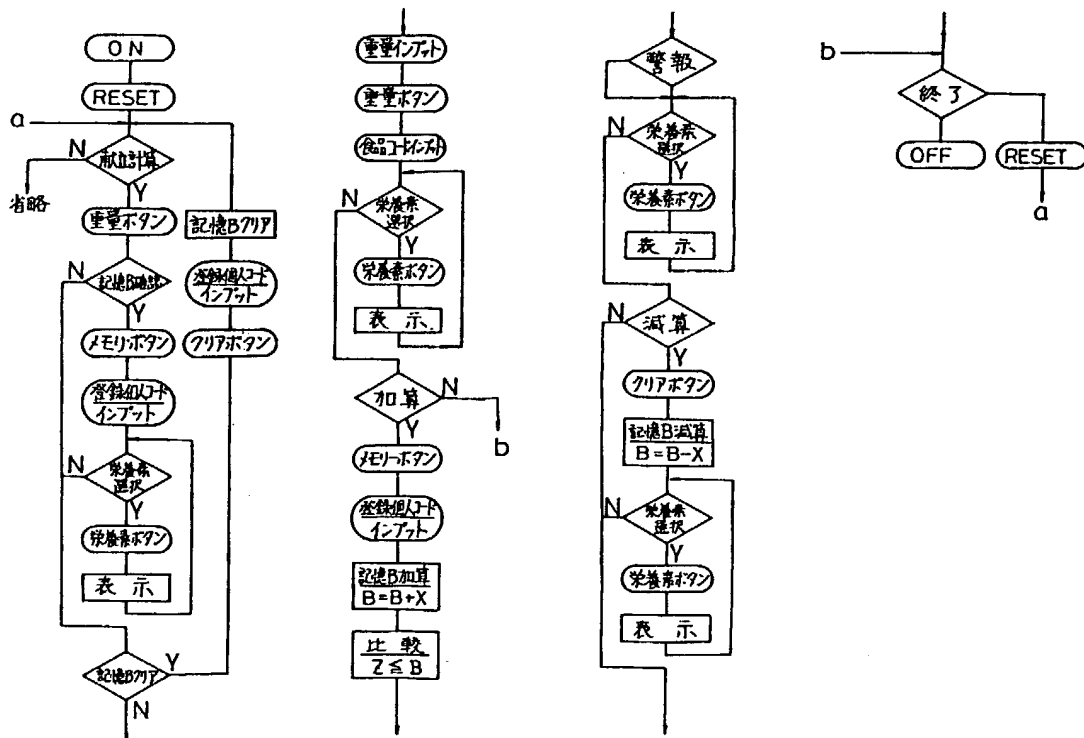 ON
RESET
a
N
献立計算
Y
省略
重量ボタン
N
記憶B確認
Y
メモリーボタン
登録個人コード
インプット
N
栄養素
選択
Y
栄養素ボタン
表示
記憶Bクリア
Y
N
記憶Bクリア
登録個人コード
インプット
クリアボタン
重量インプット
重量ボタン
食品コードインプット
N
栄養素
選択
Y
栄養素ボタン
表示
加算
N
Y
b
メモリーボタン
登録個人コード
インプット
記憶B加算
B=B+X
比較
Z≤B
警報
N
栄養素
選択
Y
栄養素ボタン
表示
N
減算
Y
クリアボタン
記憶B減算
B=B-X
N
栄養素
選択
Y
栄養素ボタン
表示
b
終了
OFF
RESET
a